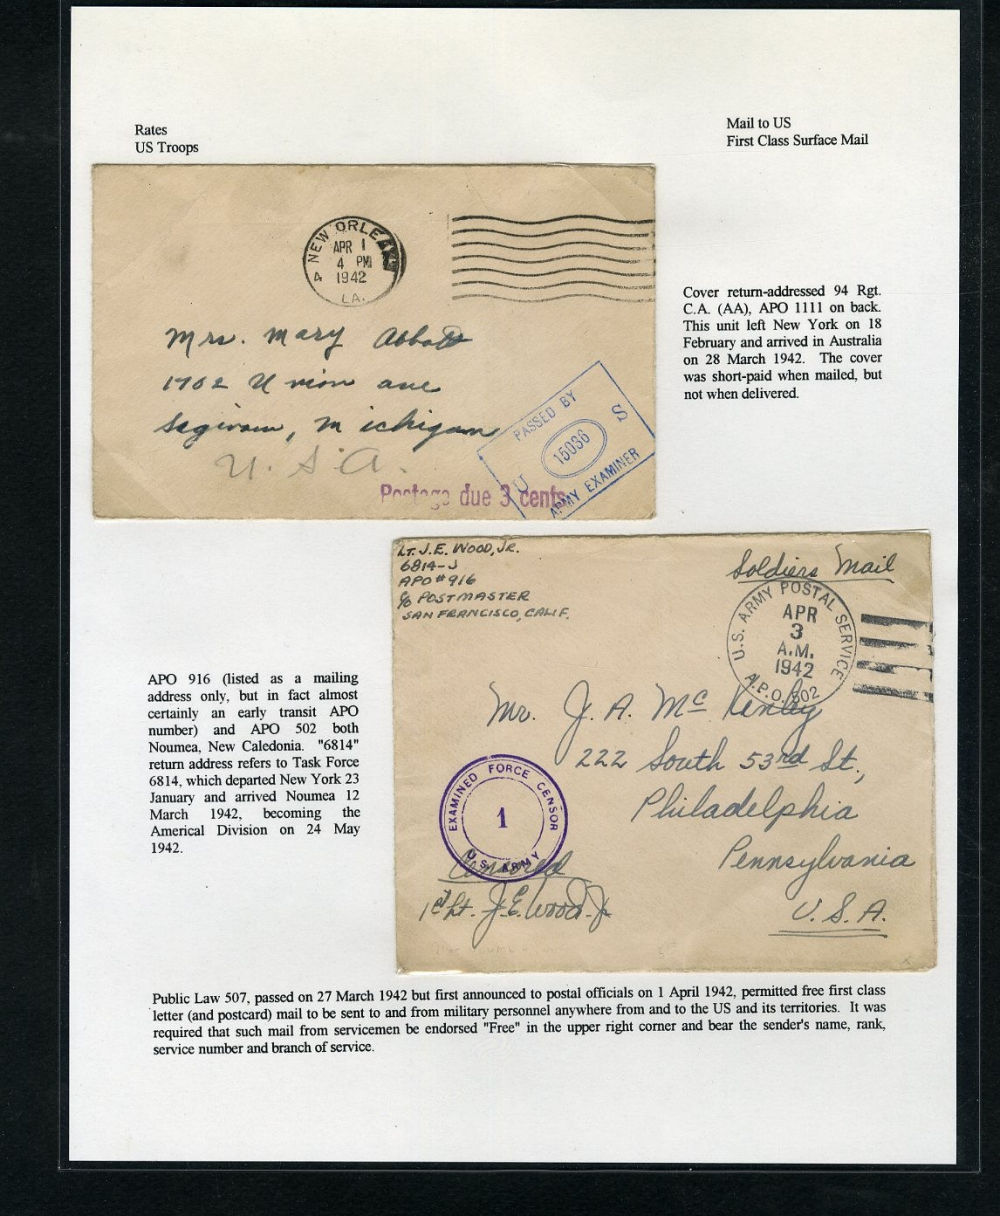 Rates
US Troops
Mail to US
First Class Surface Mail
NEW ORLE
APR 1
4 PM
1942
LA.
4
Mrs. Mary Abbott
1702 Union ave
Sagivaw, Michigan
U.S.A.
Postage due 3 cents
PASSED BY
U 15036 S
ARMY EXAMINER
Cover return-addressed 94 Rgt.
C.A. (AA), APO 1111 on back.
This unit left New York on 18
February and arrived in Australia
on 28 March 1942. The cover
was short-paid when mailed, but
not when delivered.
LT. J.E. WOOD, JR.
6814-J
APO #916
c/o POSTMASTER
SAN FRANCISCO, CALIF.
Soldiers Mail
U.S. ARMY POSTAL SERVICE
APR
3
A.M.
1942
A.P.O. 502
Mr. J. A. McKenly
222 South 53rd St.,
Philadelphia
Pennsylvania
U.S.A.
EXAMINED FORCE CENSOR
1
U.S. ARMY
Censored
1st Lt. J.E. Wood Jr
APO 916 (listed as a mailing
address only, but in fact almost
certainly an early transit APO
number) and APO 502 both
Noumea, New Caledonia. "6814"
return address refers to Task Force
6814, which departed New York 23
January and arrived Noumea 12
March 1942, becoming the
Americal Division on 24 May
1942.
Public Law 507, passed on 27 March 1942 but first announced to postal officials on 1 April 1942, permitted free first class
letter (and postcard) mail to be sent to and from military personnel anywhere from and to the US and its territories. It was
required that such mail from servicemen be endorsed "Free" in the upper right corner and bear the sender's name, rank,
service number and branch of service.